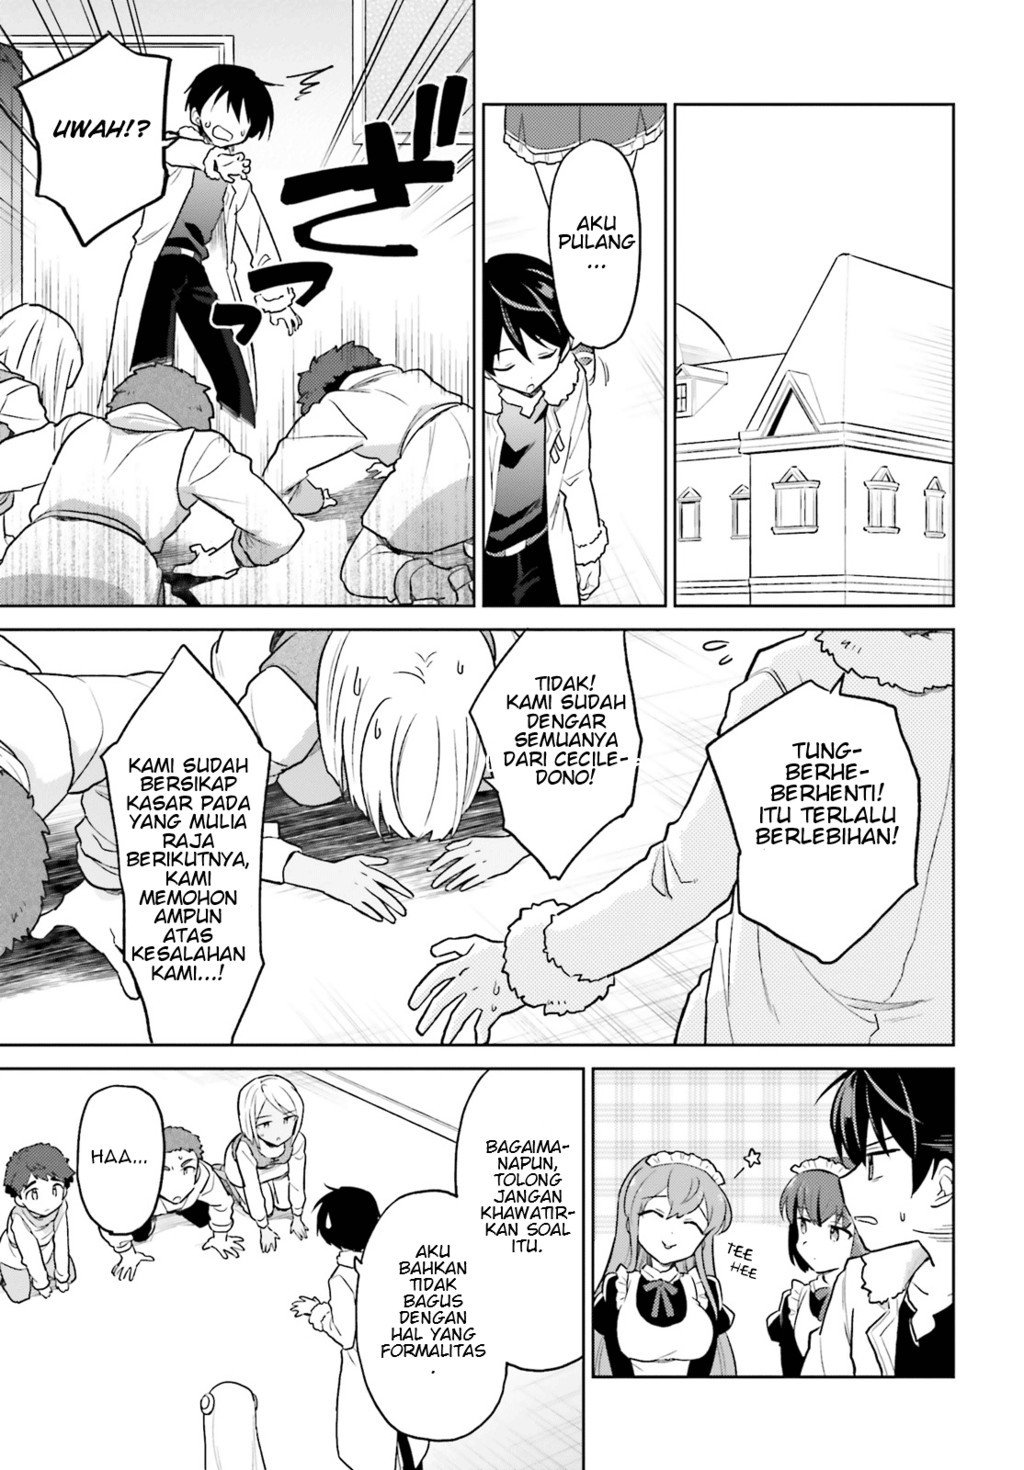 AKU
PULANG
...
UWAH!?
ザッ
TUNG-
BERHE-
BERHENTI!
ITU TERLALU
BERLEBIHAN!
TIDAK!
KAMI SUDAH
DENGAR
SEMUANYA
DARI CECILE-
DONO!
KAMI SUDAH
BERSIKAP
KASAR PADA
YANG MULIA
RAJA
BERIKUTNYA,
KAMI
MEMOHON
AMPUN
ATAS
KESALAHAN
KAMI...!
TEE
HEE
BAGAIMA-
NAPUN,
TOLONG
JANGAN
KHAWATIR-
KAN SOAL
ITU.
AKU
BAHKAN
TIDAK
BAGUS
DENGAN
HAL YANG
FORMALITAS
.
HAA...